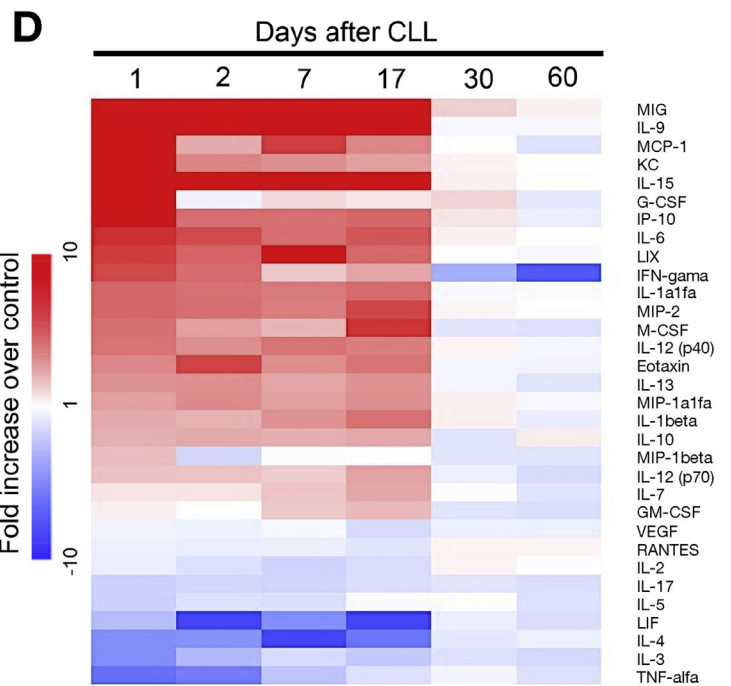 D
Days after CLL
1 2 7 17 30 60
MIG
IL-9
MCP-1
KC
IL-15
G-CSF
IP-10
IL-6
LIX
IFN-gama
IL-1a1fa
MIP-2
M-CSF
IL-12 (p40)
Eotaxin
IL-13
MIP-1a1fa
IL-1beta
IL-10
MIP-1beta
IL-12 (p70)
IL-7
GM-CSF
VEGF
RANTES
IL-2
IL-17
IL-5
LIF
IL-4
IL-3
TNF-alfa
Fold increase over control
10
1
-10